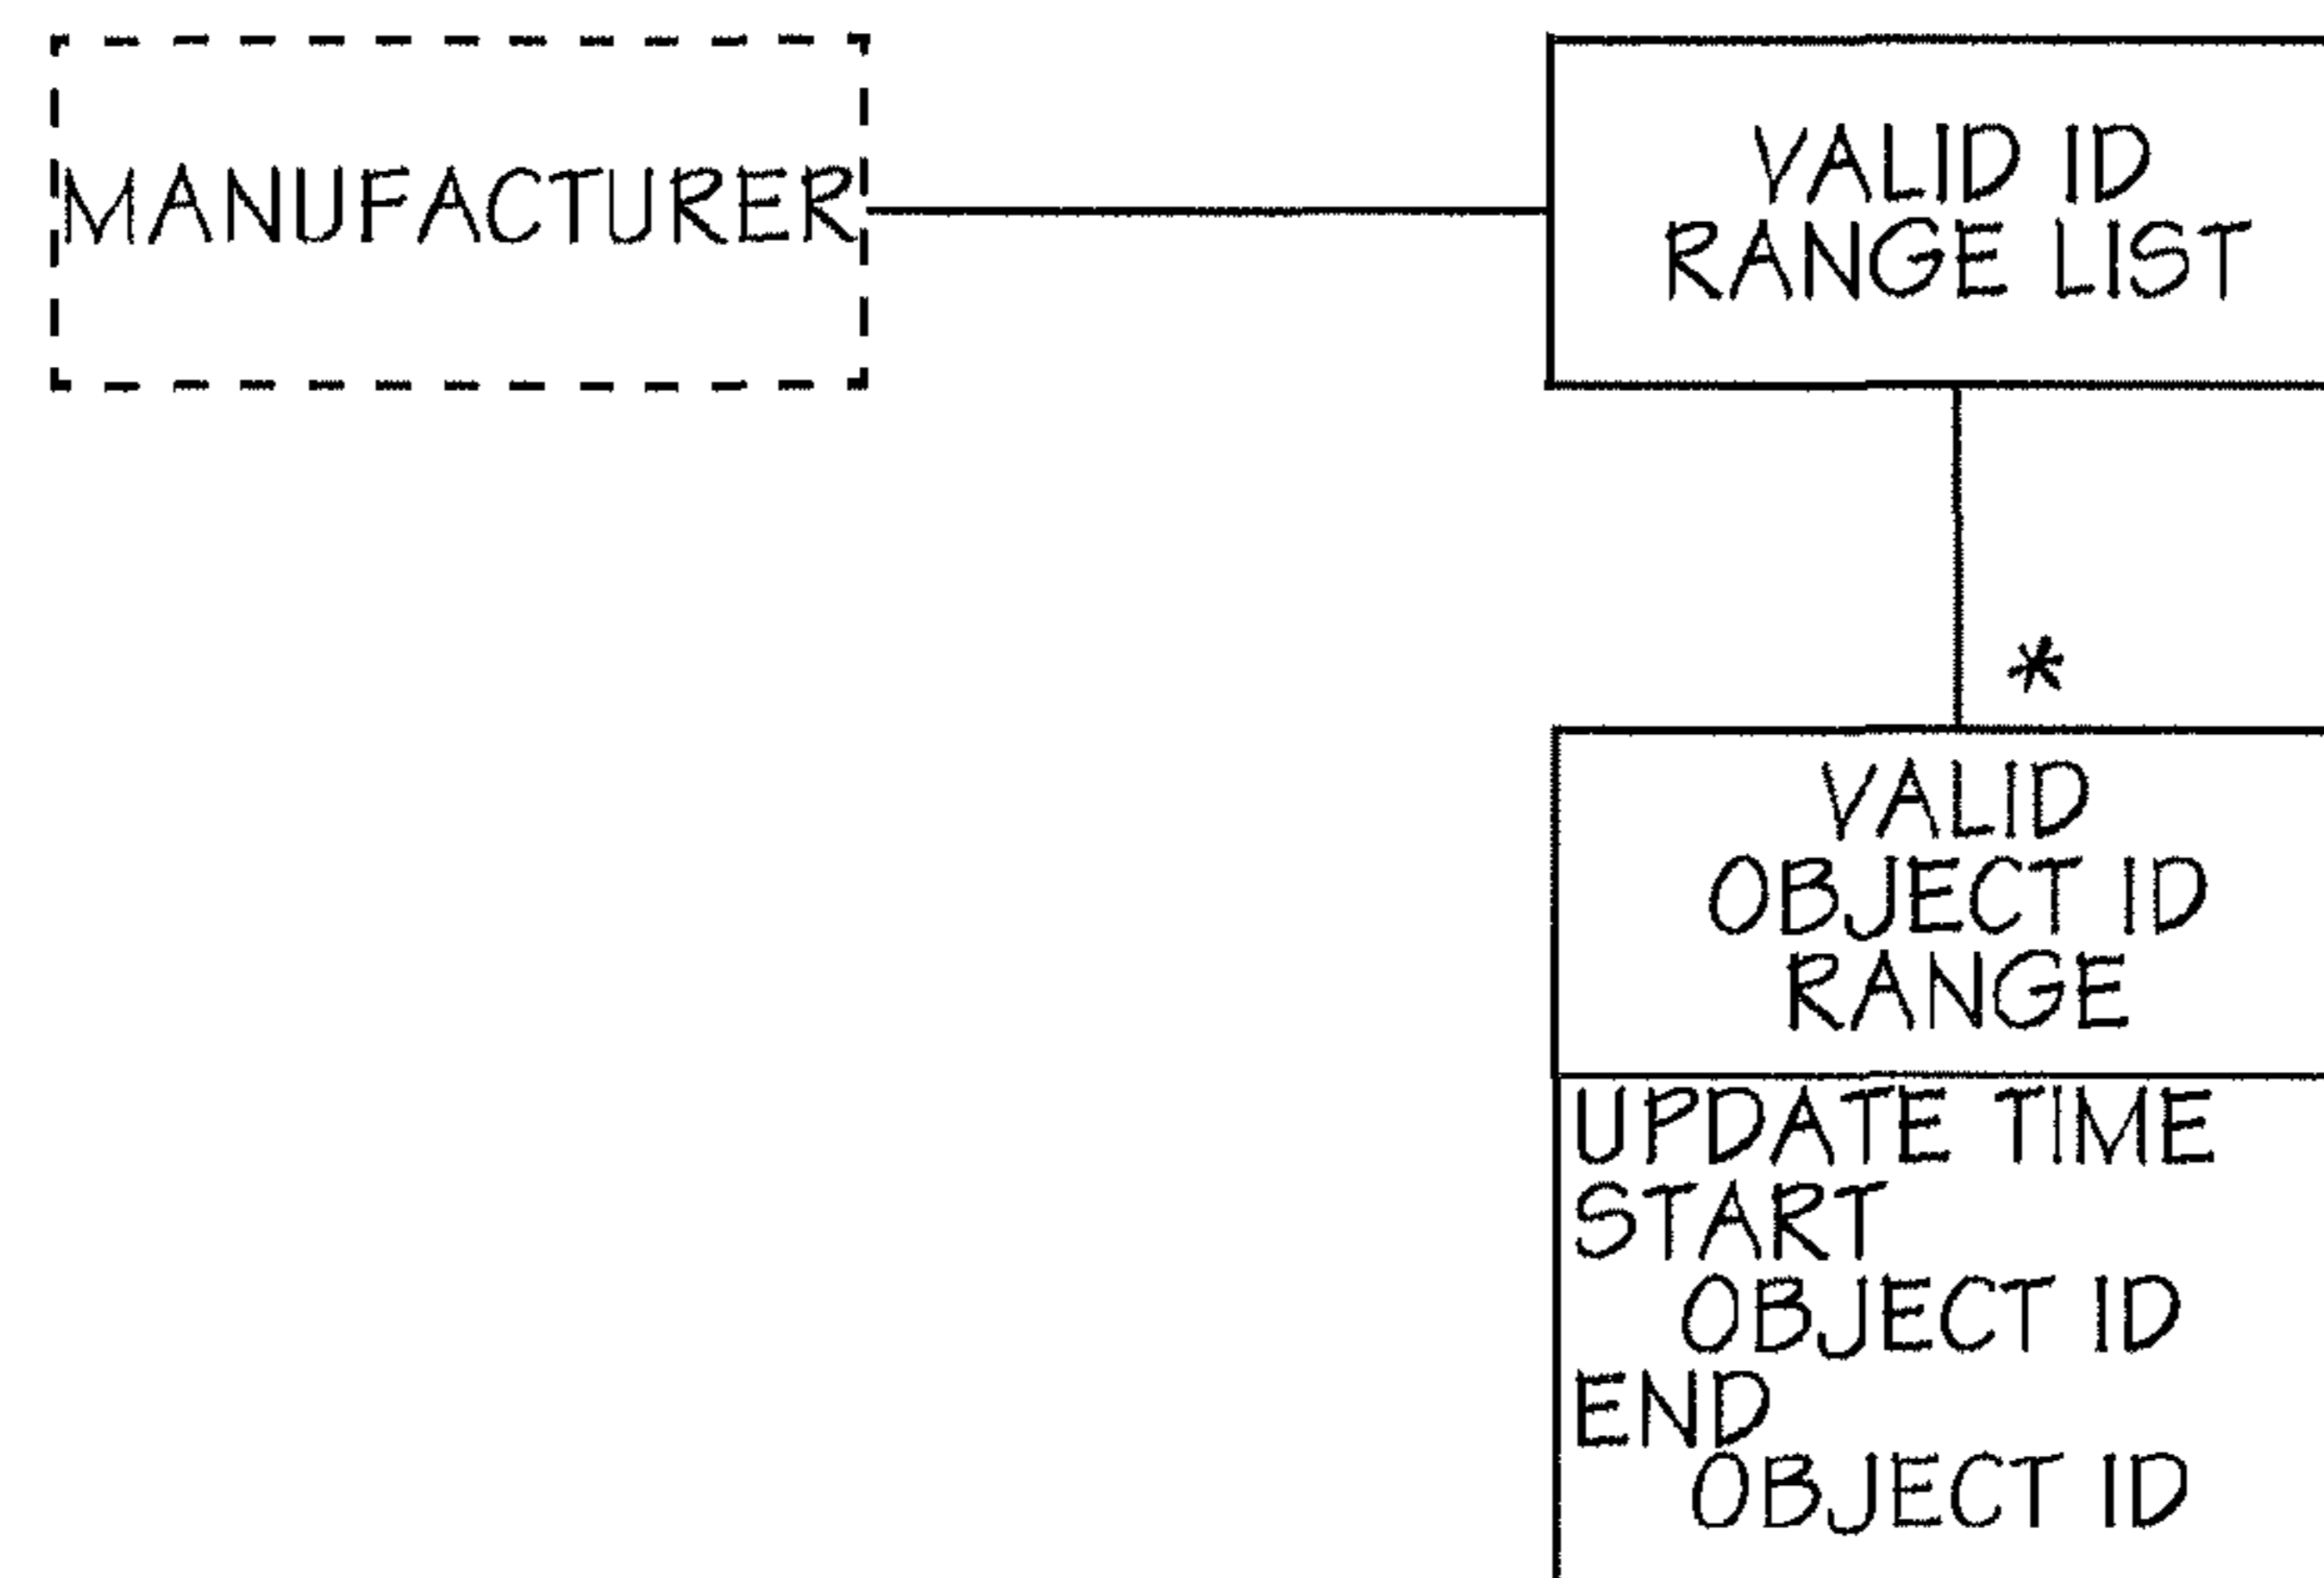 MANUFACTURER
VALID ID
RANGE LIST
*
VALID
OBJECT ID
RANGE
UPDATE TIME
START
OBJECT ID
END
OBJECT ID